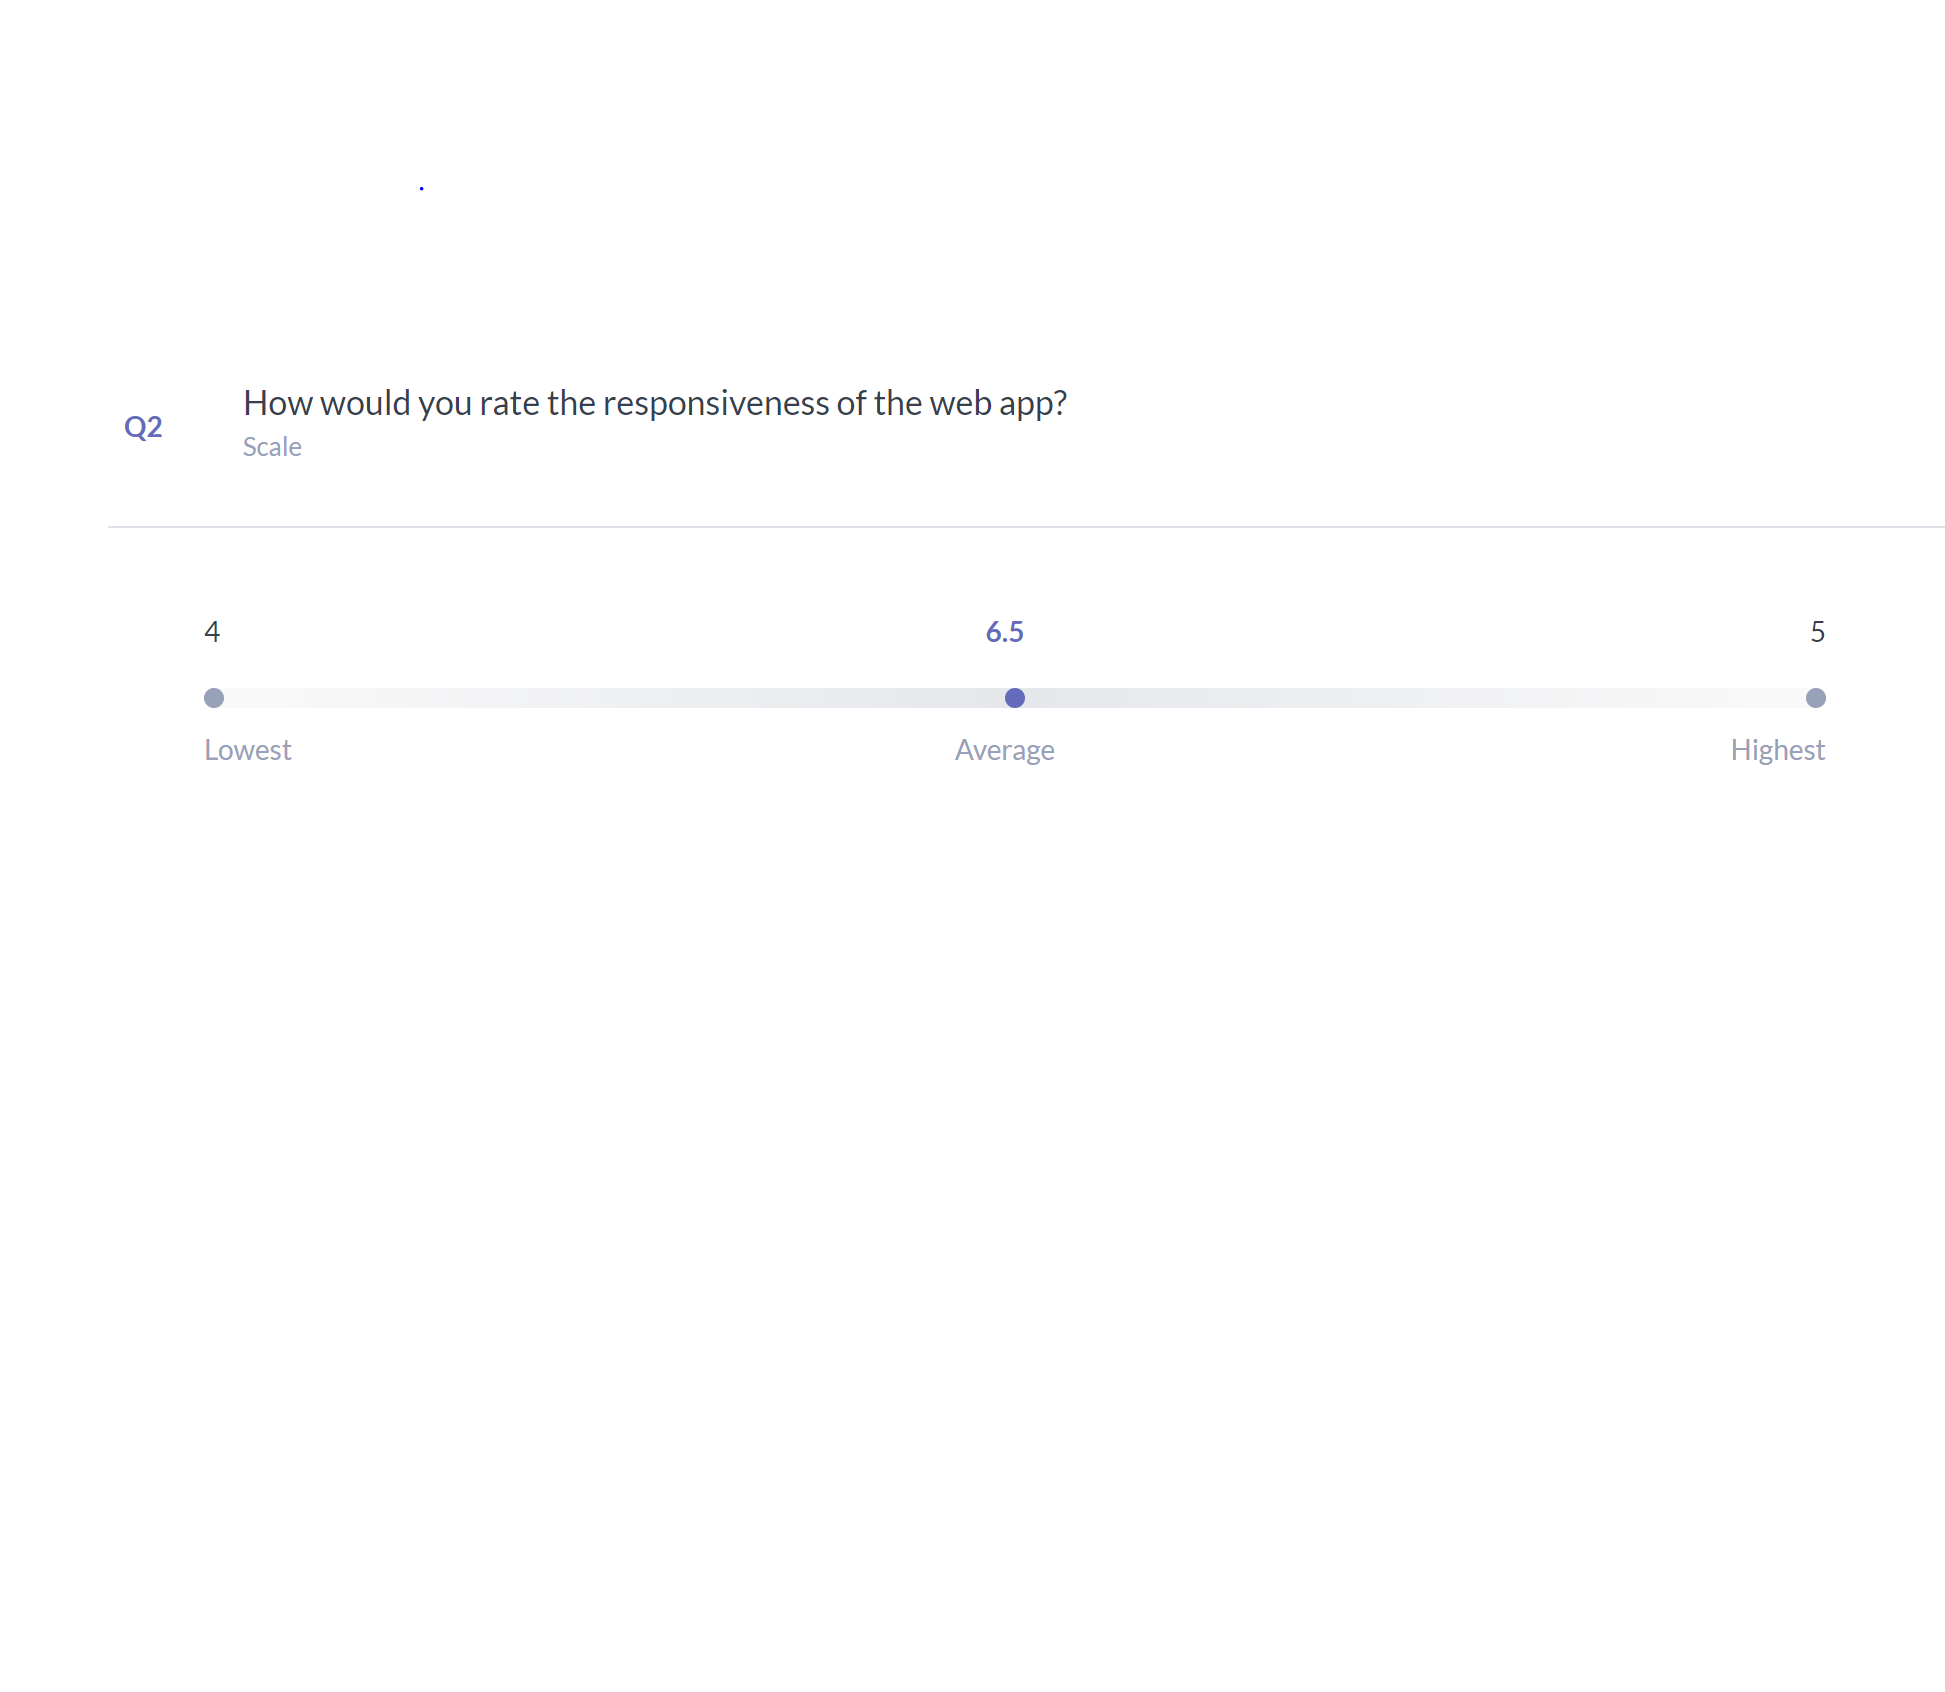 Q2
How would you rate the responsiveness of the web app?
Scale
4 6.5 5
Lowest Average Highest